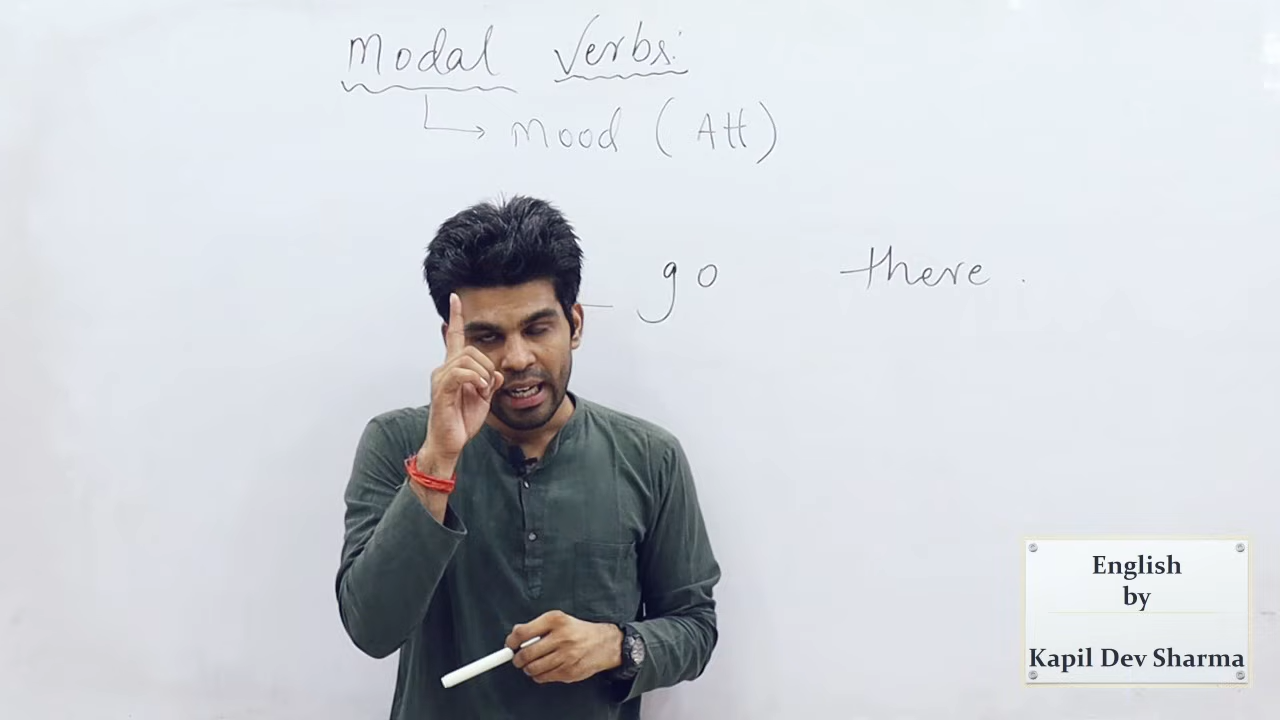 Modal Verbs:
Mood (Att)
_ go there.
English
by
Kapil Dev Sharma